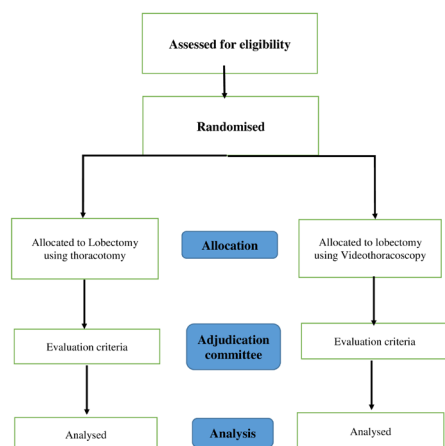 Assessed for eligibility
Randomised
Allocated to Lobectomy
using thoracotomy
Allocation
Allocated to lobectomy
using Videothoracoscopy
Evaluation criteria
Adjudication
committee
Evaluation criteria
Analysed
Analysis
Analysed